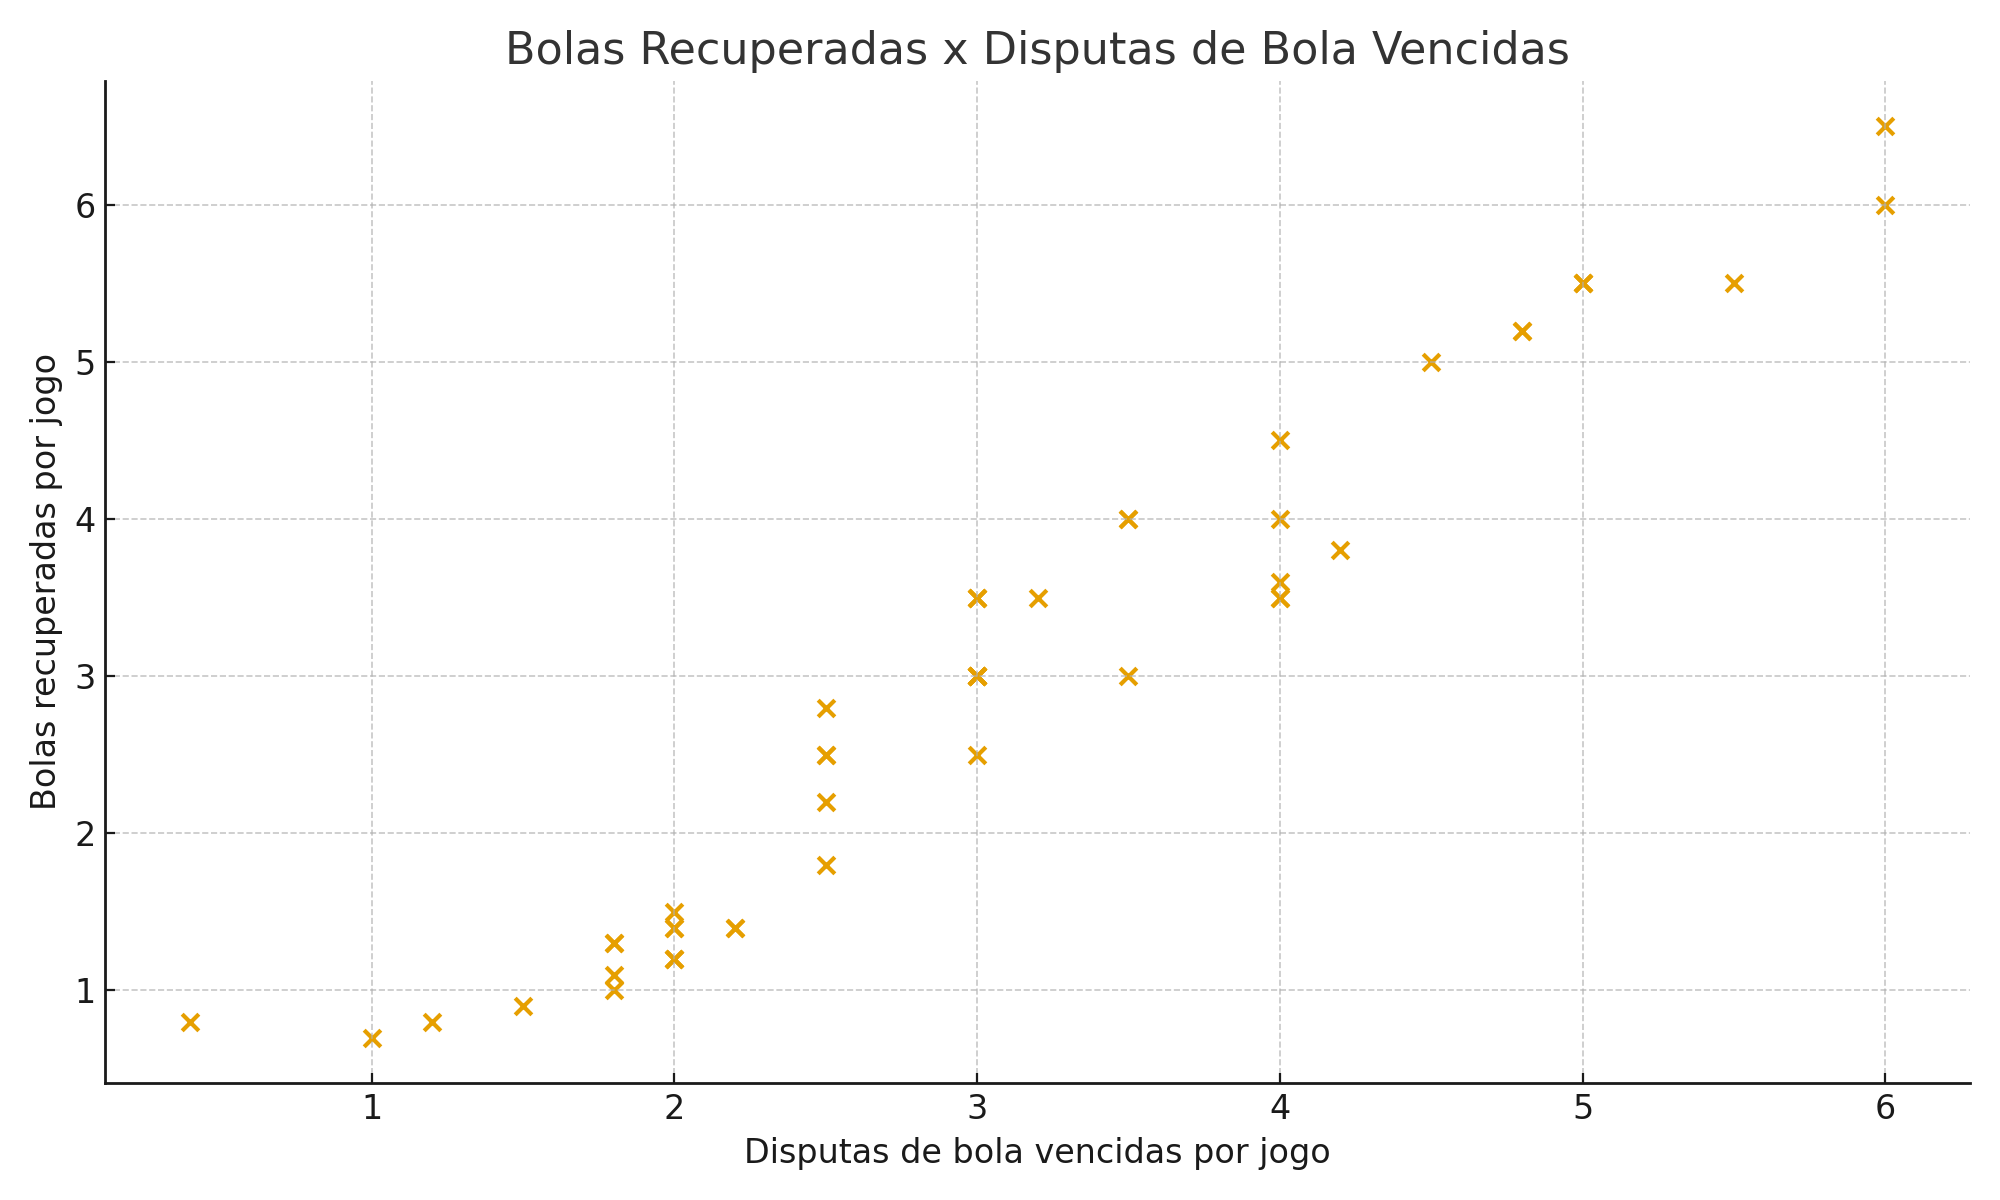 Bolas Recuperadas x Disputas de Bola Vencidas
Bolas recuperadas por jogo
6
5
4
3
2
1
1 2 3 4 5 6
Disputas de bola vencidas por jogo